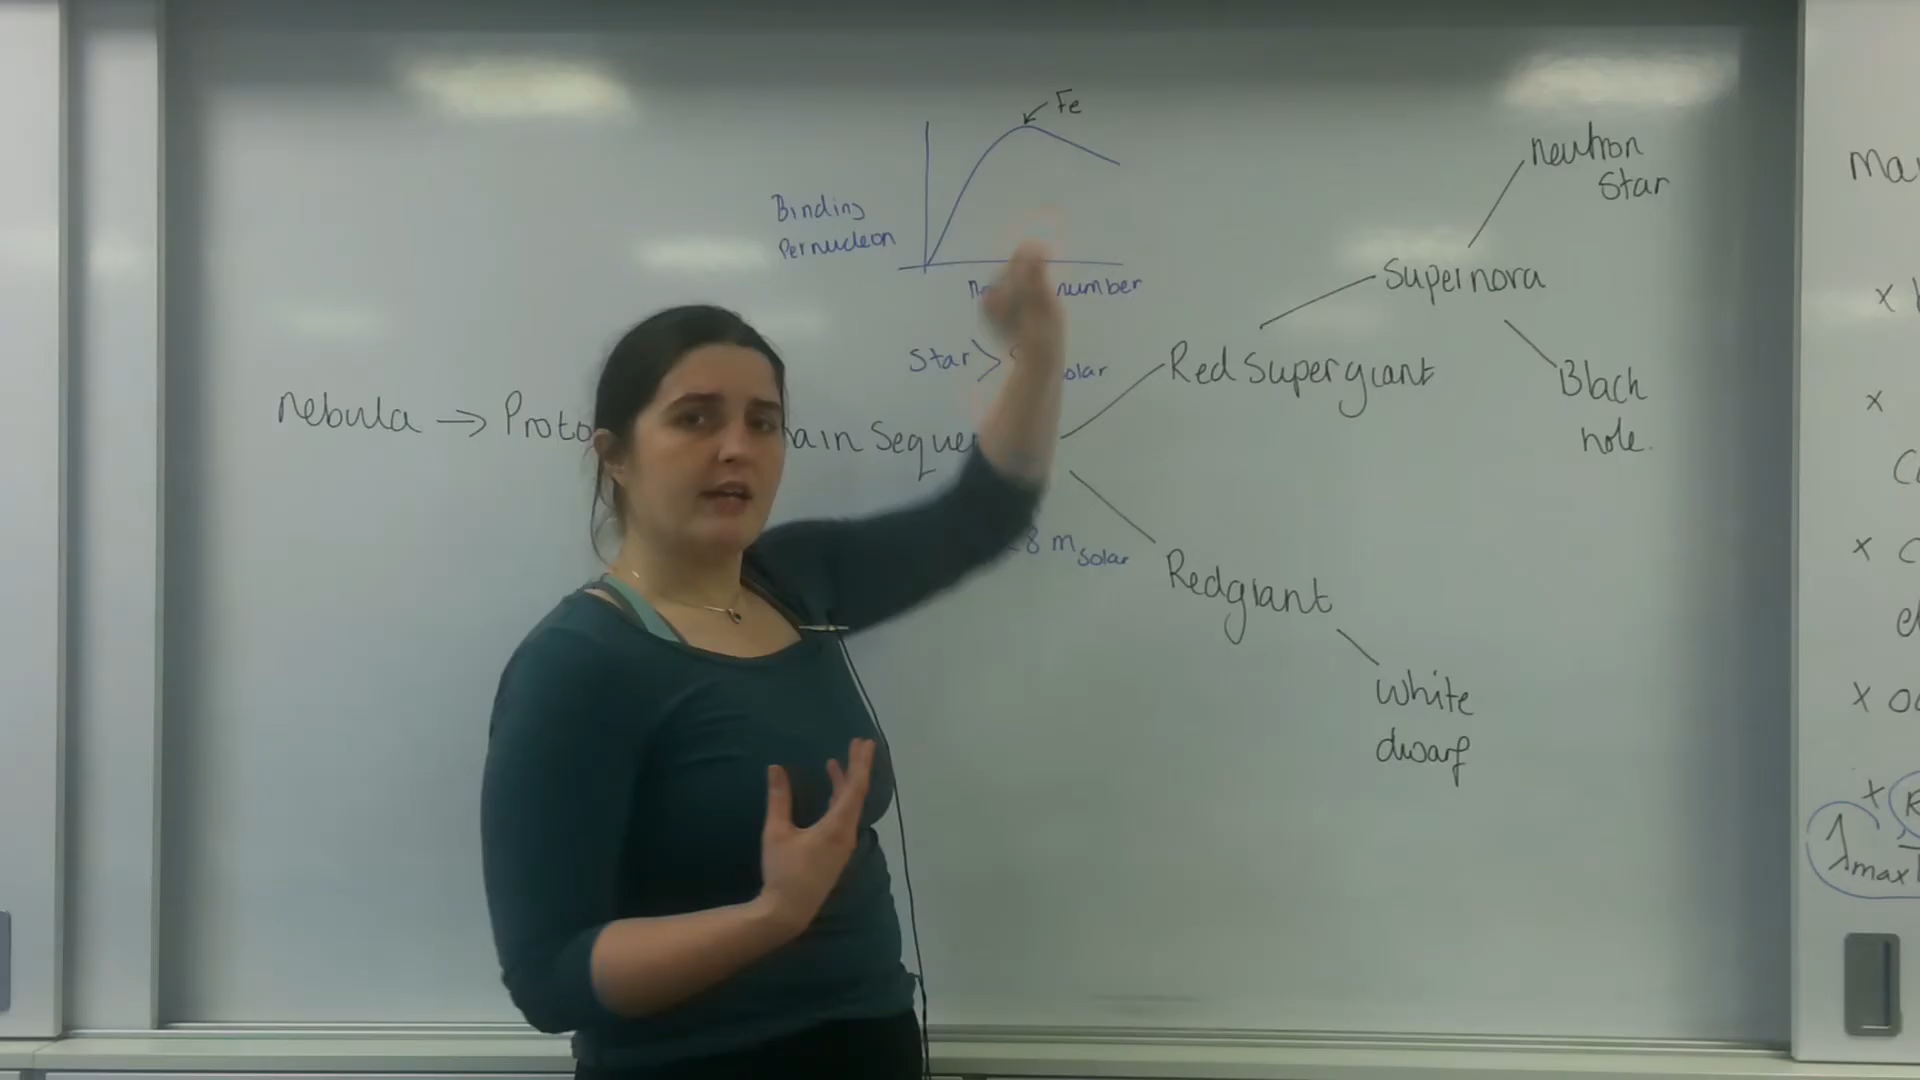 Fe
Binding
Per nucleon
number
Star >
olar
nebula → Proto
ain Seque
Red Supergiant
Supernova
neutron
Star
Black
hole.
8 m solar
Redgiant
White
dwarf
Ma
x
x
x
x
x
λmax